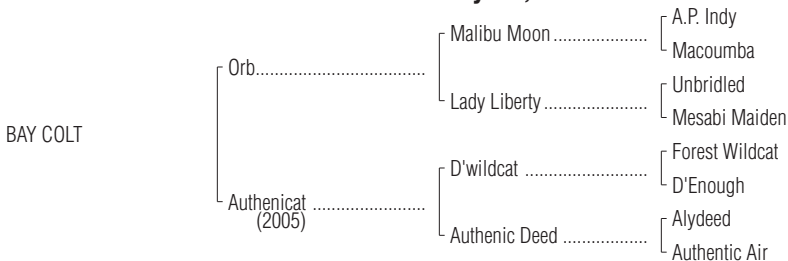 A.P. Indy
Malibu Moon ....................
Macoumba
Orb....................................
Unbridled
Lady Liberty......................
Mesabi Maiden
BAY COLT
Forest Wildcat
D'wildcat ..........................
D'Enough
Authenicat ........................
(2005)
Alydeed
Authenic Deed ..................
Authentic Air